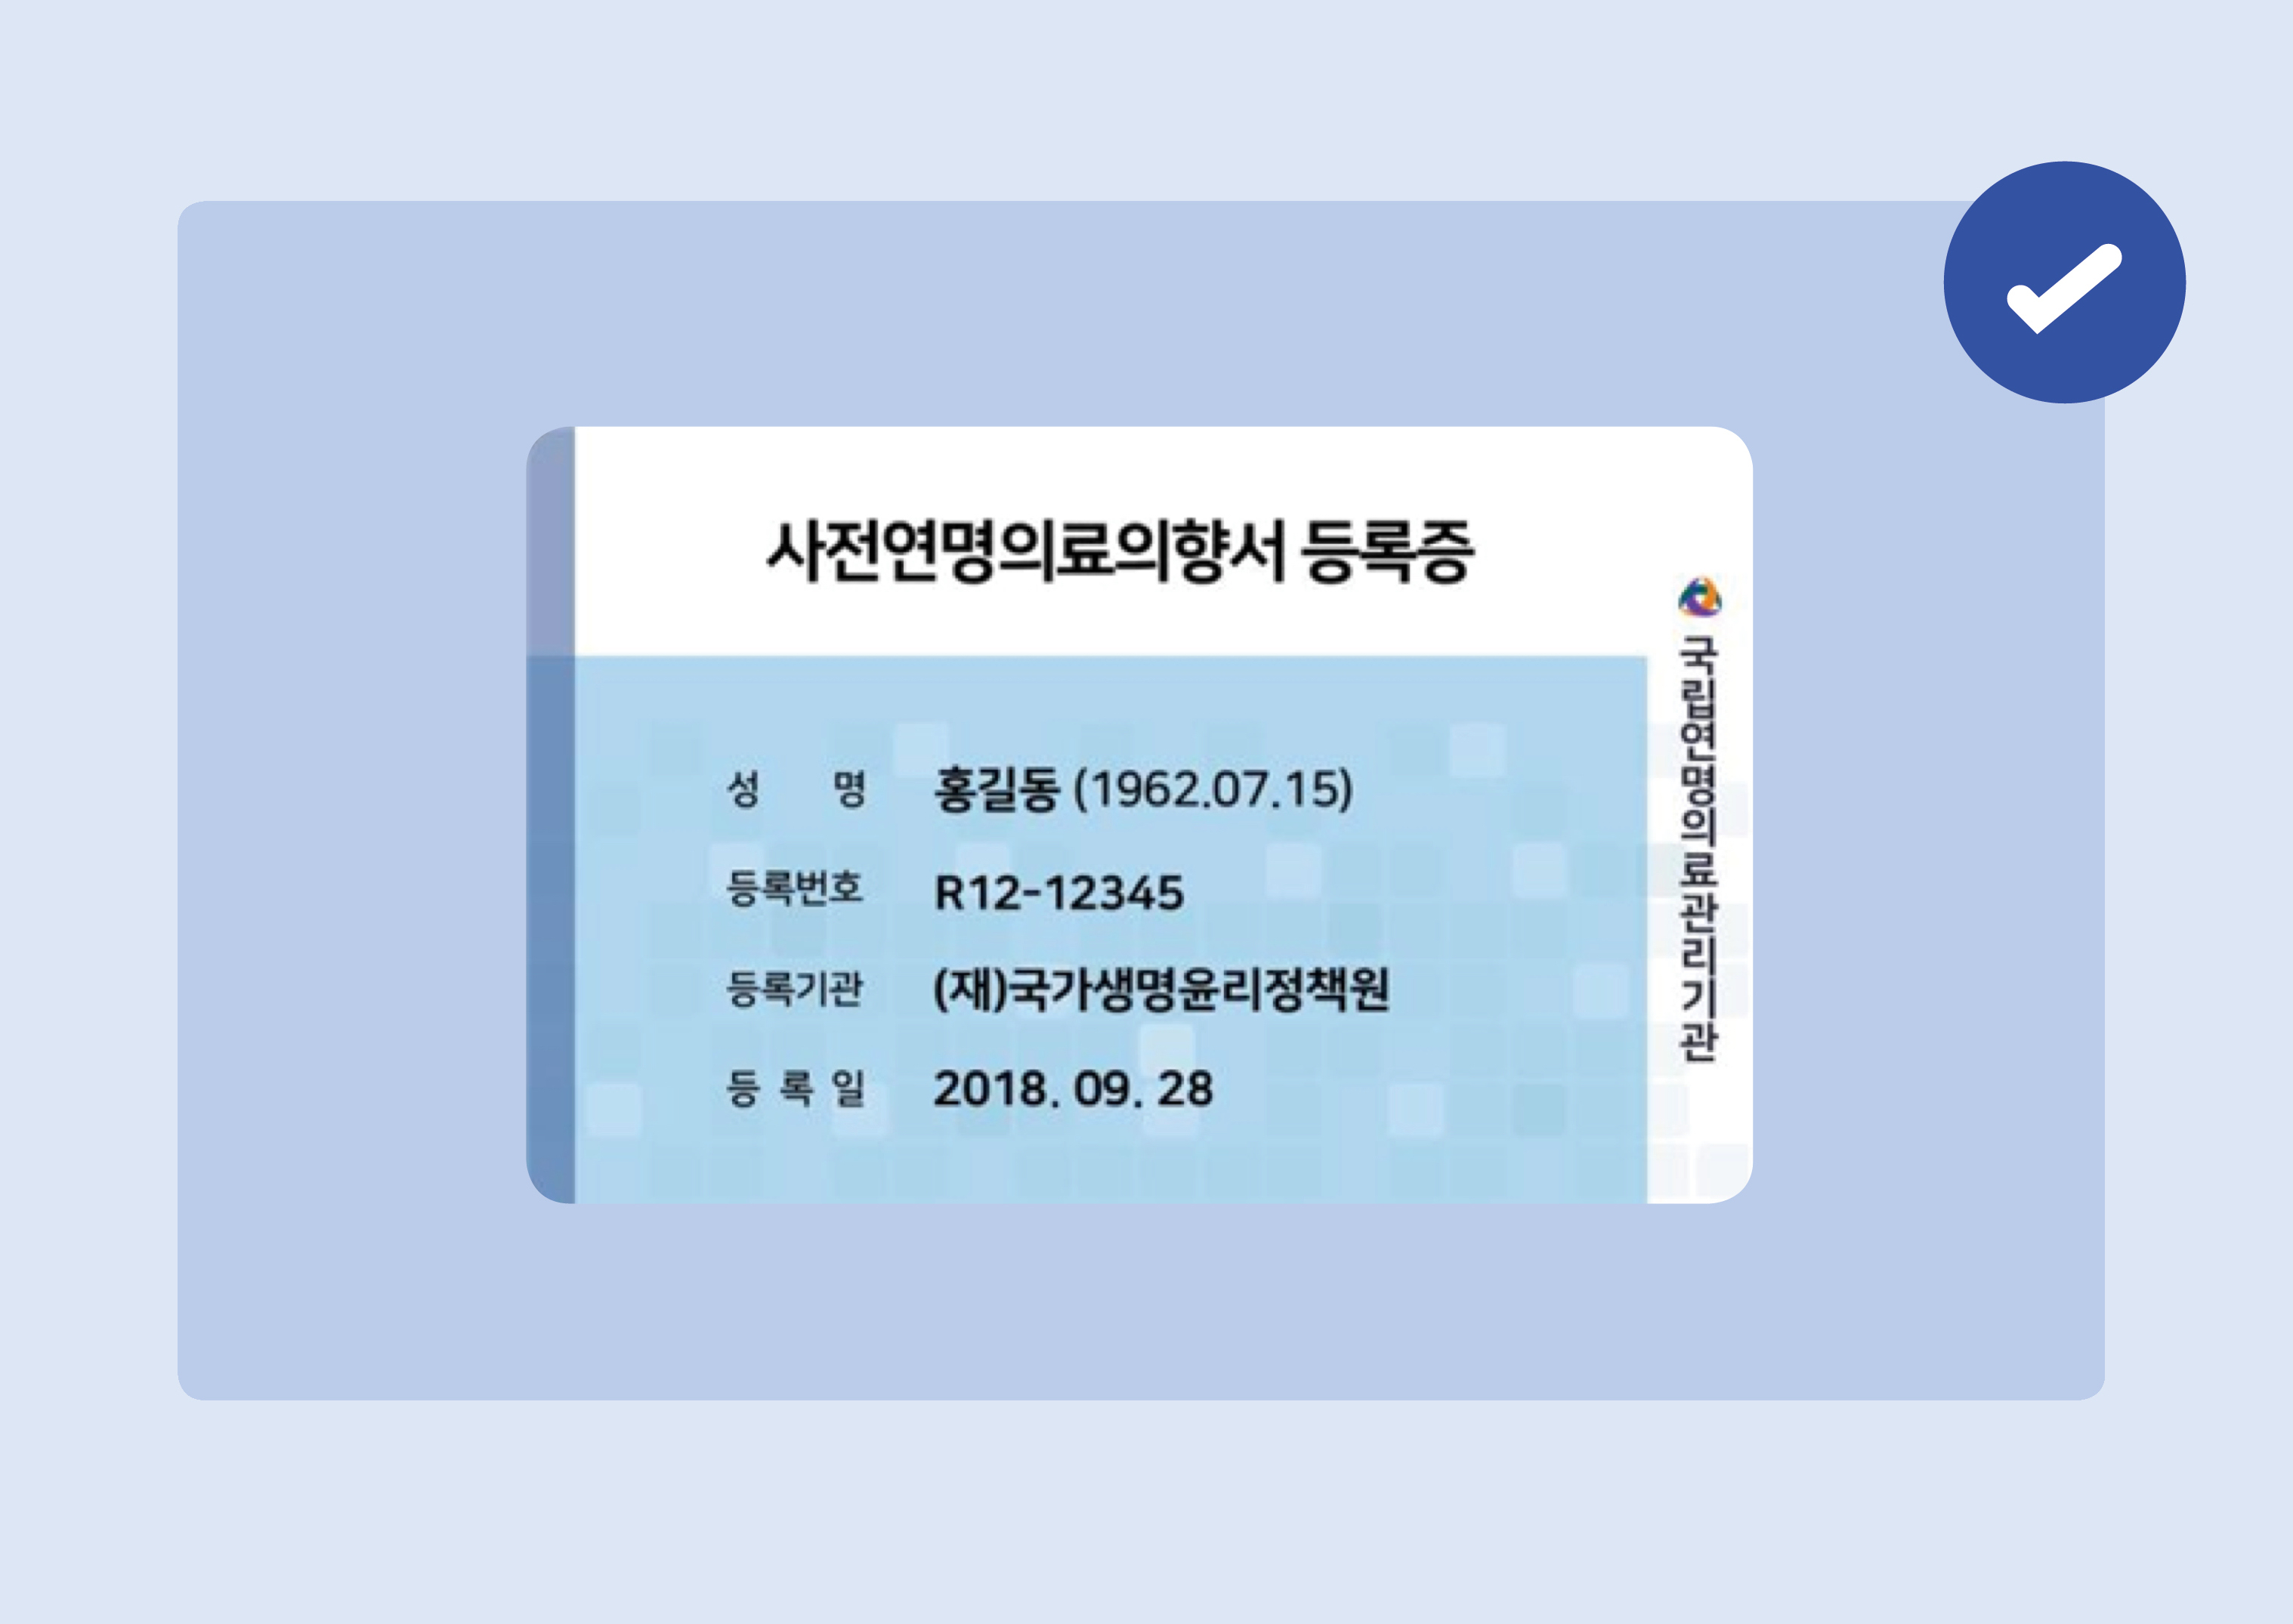 사전연명의료의향서 등록증
성 명 홍길동 (1962.07.15)
등록번호 R12-12345
등록기관 (재)국가생명윤리정책원
등 록 일 2018. 09. 28
국립연명의료관리기관